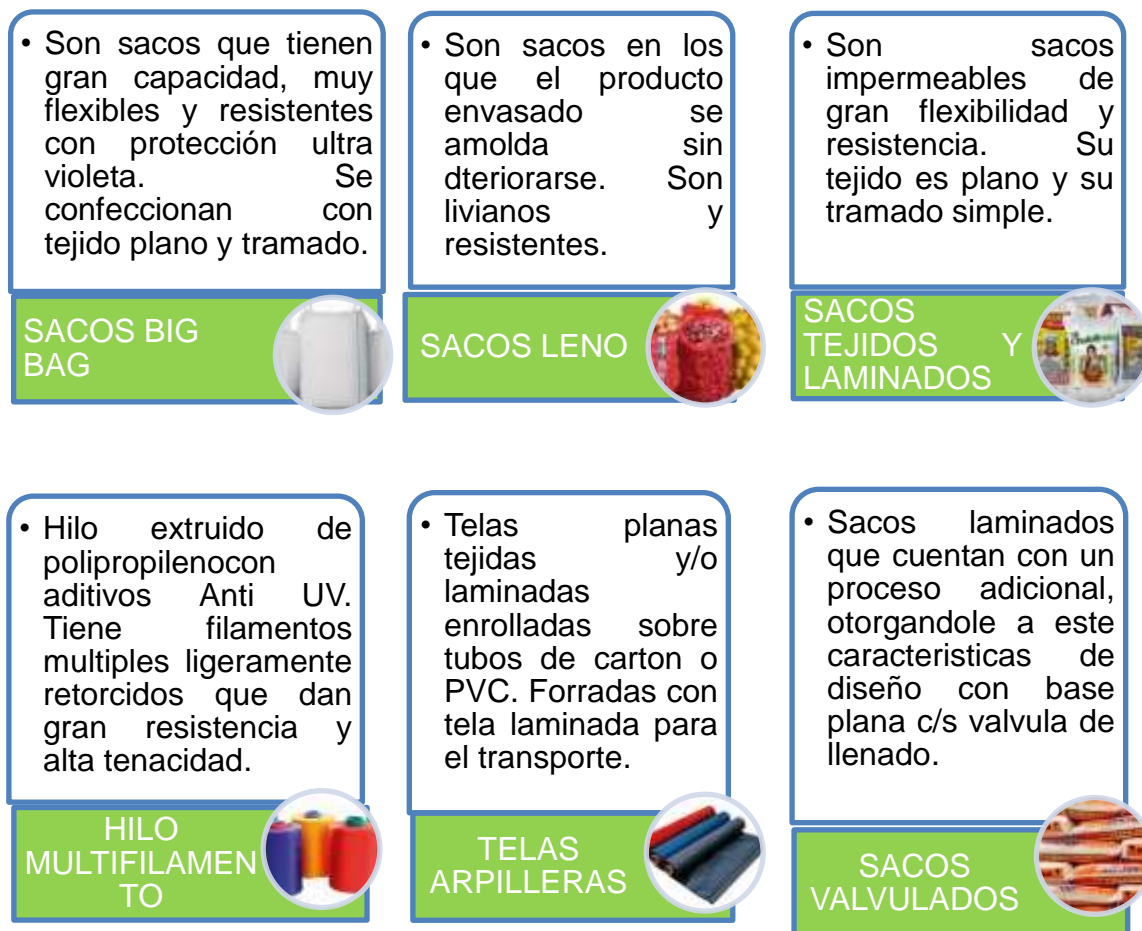 • Son sacos que tienen
gran capacidad, muy
flexibles y resistentes
con protección ultra
violeta. Se
confeccionan con
tejido plano y tramado.
SACOS BIG
BAG
• Son sacos en los
que el producto
envasado se
amolda sin
dteriorarse. Son
livianos y
resistentes.
SACOS LENO
• Son sacos
impermeables de
gran flexibilidad y
resistencia. Su
tejido es plano y su
tramado simple.
SACOS
TEJIDOS Y
LAMINADOS
• Hilo extruido de
polipropilenocon
aditivos Anti UV.
Tiene filamentos
multiples ligeramente
retorcidos que dan
gran resistencia y
alta tenacidad.
HILO
MULTIFILAMEN
TO
• Telas planas
tejidas y/o
laminadas
enrolladas sobre
tubos de carton o
PVC. Forradas con
tela laminada para
el transporte.
TELAS
ARPILLERAS
• Sacos laminados
que cuentan con un
proceso adicional,
otorgandole a este
caracteristicas de
diseño con base
plana c/s valvula de
llenado.
SACOS
VALVULADOS